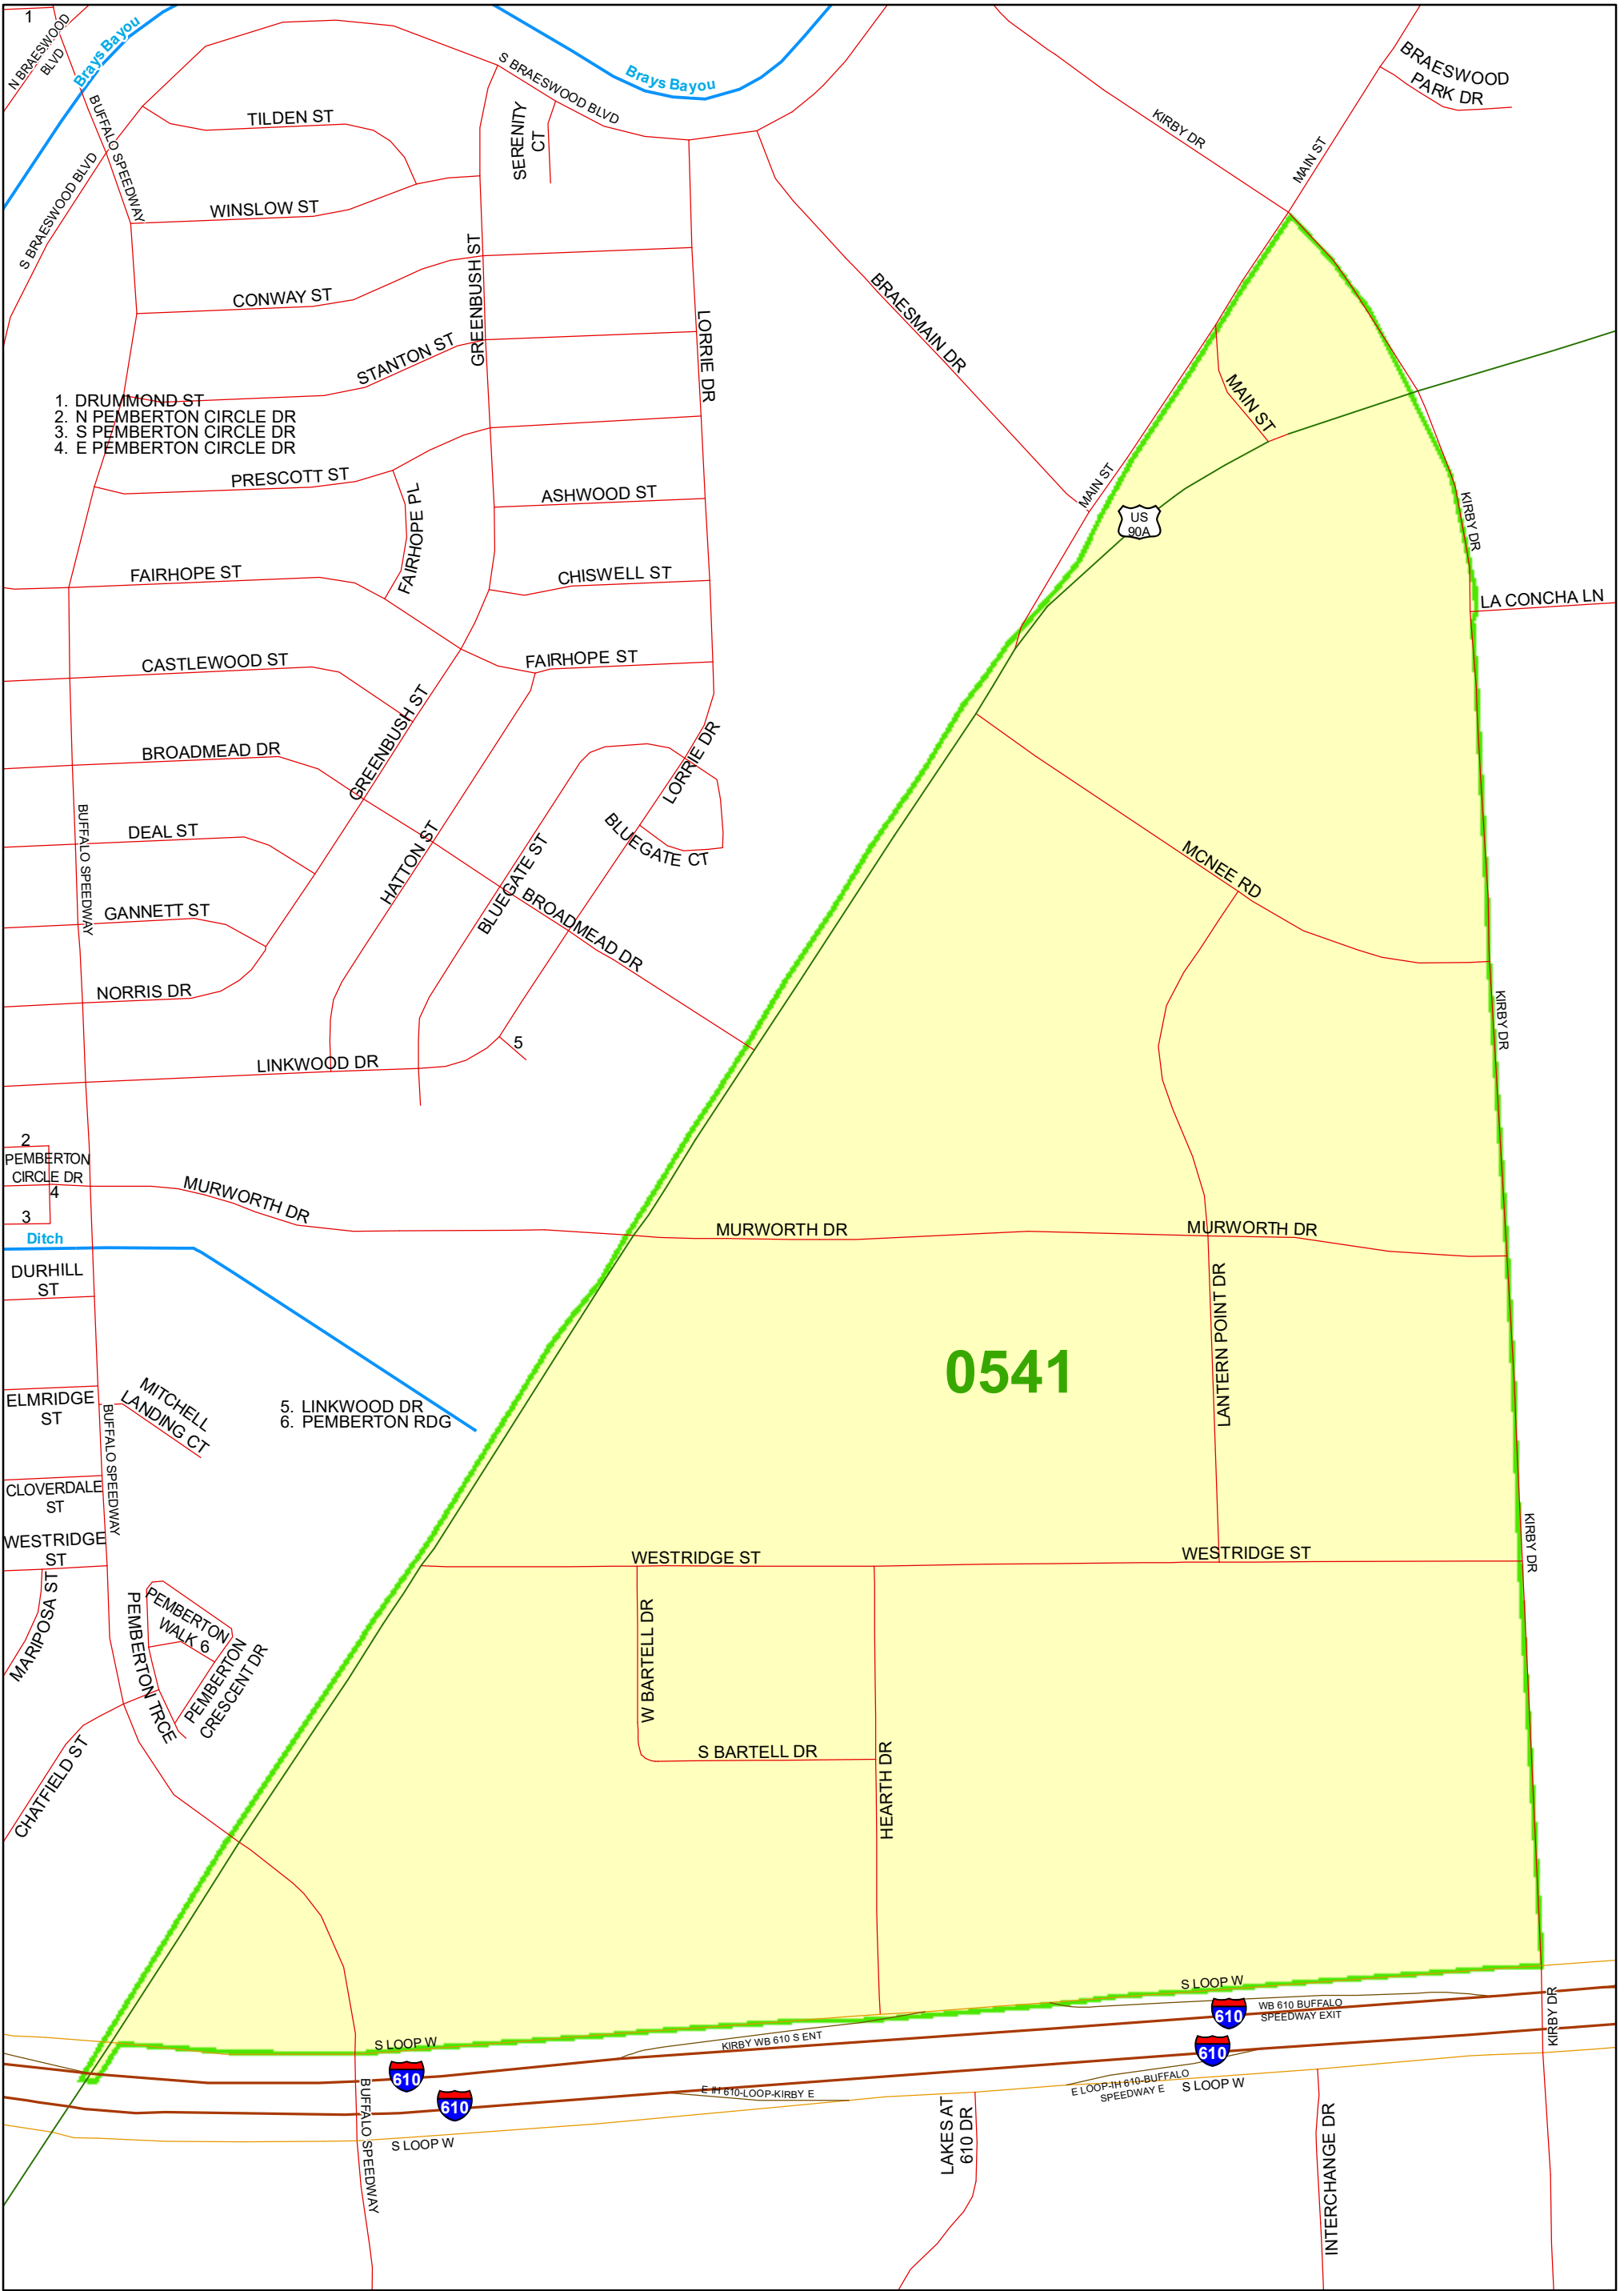 1
N BRAESWOOD
BLVD
Brays Bayou
BUFFALO SPEEDWAY
S BRAESWOOD BLVD
TILDEN ST
WINSLOW ST
CONWAY ST
STANTON ST
GREENBUSH ST
SERENITY
CT
S BRAESWOOD BLVD
Brays Bayou
KIRBY DR
MAIN ST
BRAESWOOD
PARK DR
LORRIE DR
BRAESMAIN DR
MAIN ST
MAIN ST
US
90A
KIRBY DR
LA CONCHA LN
1. DRUMMOND ST
2. N PEMBERTON CIRCLE DR
3. S PEMBERTON CIRCLE DR
4. E PEMBERTON CIRCLE DR
PRESCOTT ST
FAIRHOPE PL
ASHWOOD ST
CHISWELL ST
FAIRHOPE ST
FAIRHOPE ST
CASTLEWOOD ST
GREENBUSH ST
BROADMEAD DR
LORRIE DR
BUFFALO SPEEDWAY
DEAL ST
HATTON ST
BLUEGATE ST
BLUEGATE CT
BROADMEAD DR
MCNEE RD
GANNETT ST
NORRIS DR
KIRBY DR
LINKWOOD DR
5
2
PEMBERTON
CIRCLE DR
4
3
MURWORTH DR
MURWORTH DR
MURWORTH DR
Ditch
DURHILL
ST
LANTERN POINT DR
0541
ELMRIDGE
ST
MITCHELL
LANDING CT
5. LINKWOOD DR
6. PEMBERTON RDG
BUFFALO SPEEDWAY
CLOVERDALE
ST
WESTRIDGE
ST
WESTRIDGE ST
WESTRIDGE ST
KIRBY DR
MARIPOSA ST
PEMBERTON TRCE
PEMBERTON
WALK 6
PEMBERTON
CRESCENT DR
W BARTELL DR
S BARTELL DR
HEARTH DR
CHATFIELD ST
S LOOP W
S LOOP W
KIRBY WB 610 S ENT
610
WB 610 BUFFALO
SPEEDWAY EXIT
KIRBY DR
610
610
610
BUFFALO SPEEDWAY
E IH 610-LOOP-KIRBY E
E LOOP-IH 610-BUFFALO
SPEEDWAY E
S LOOP W
S LOOP W
LAKES AT
610 DR
INTERCHANGE DR